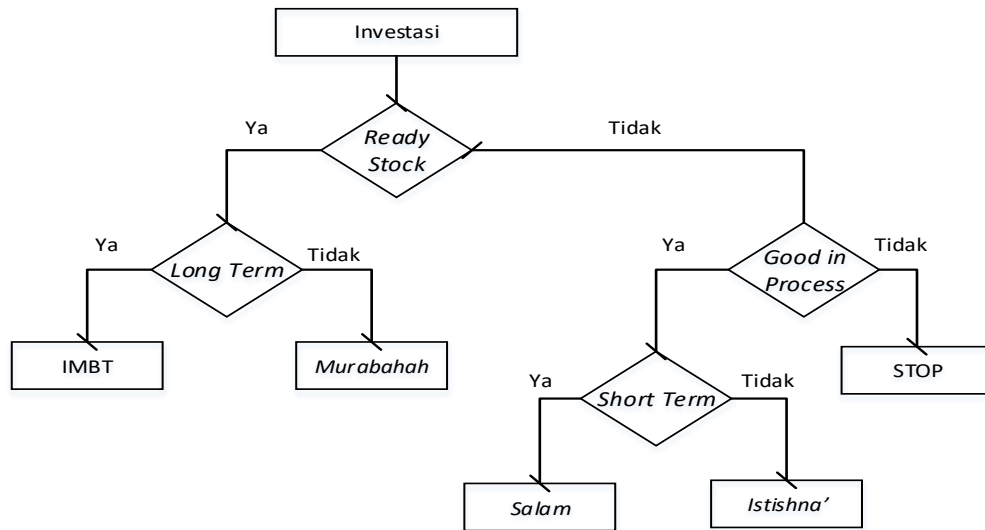 Investasi
Ya
Ready
Stock
Tidak
Ya
Long Term
Tidak
Ya
Good in
Process
Tidak
IMBT
Murabahah
STOP
Ya
Short Term
Tidak
Salam
Istishna’